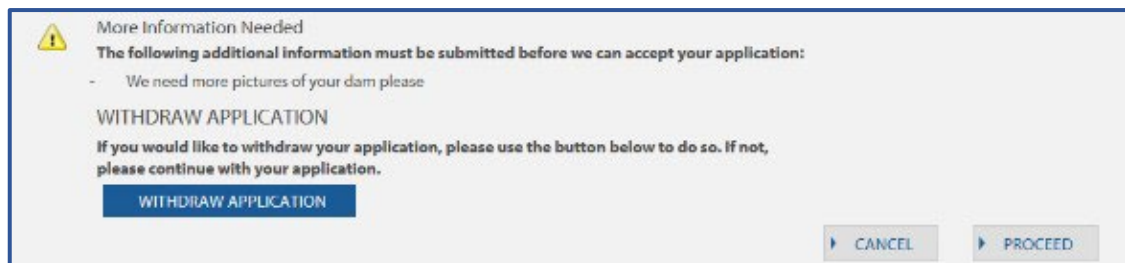 More Information Needed
The following additional information must be submitted before we can accept your application:
- We need more pictures of your dam please
WITHDRAW APPLICATION
If you would like to withdraw your application, please use the button below to do so. If not,
please continue with your application.
WITHDRAW APPLICATION
CANCEL
PROCEED